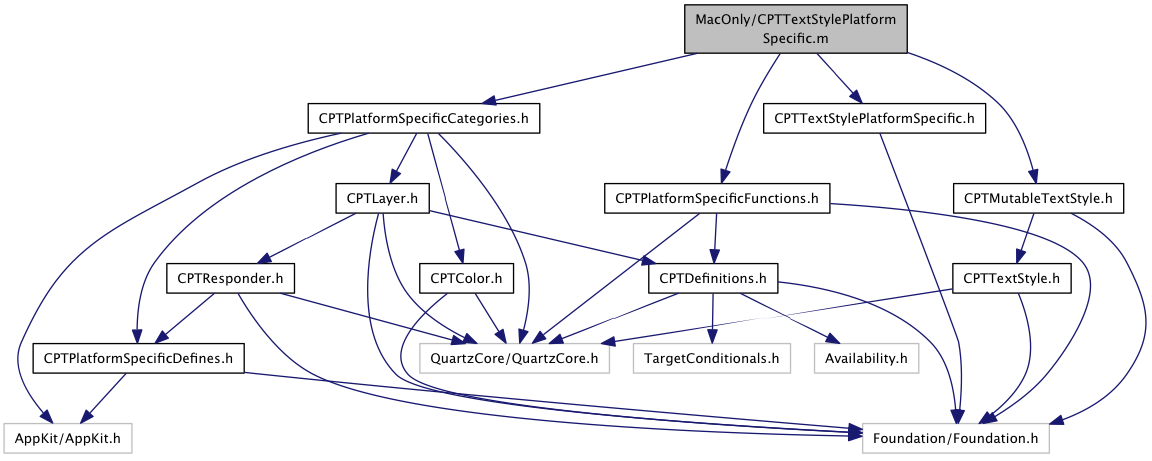 MacOnly/CPTTextStylePlatform
Specific.m
CPTPlatformSpecificCategories.h
CPTTextStylePlatformSpecific.h
CPTLayer.h
CPTPlatformSpecificFunctions.h
CPTMutableTextStyle.h
CPTResponder.h
CPTColor.h
CPTDefinitions.h
CPTTextStyle.h
CPTPlatformSpecificDefines.h
QuartzCore/QuartzCore.h
TargetConditionals.h
Availability.h
AppKit/AppKit.h
Foundation/Foundation.h